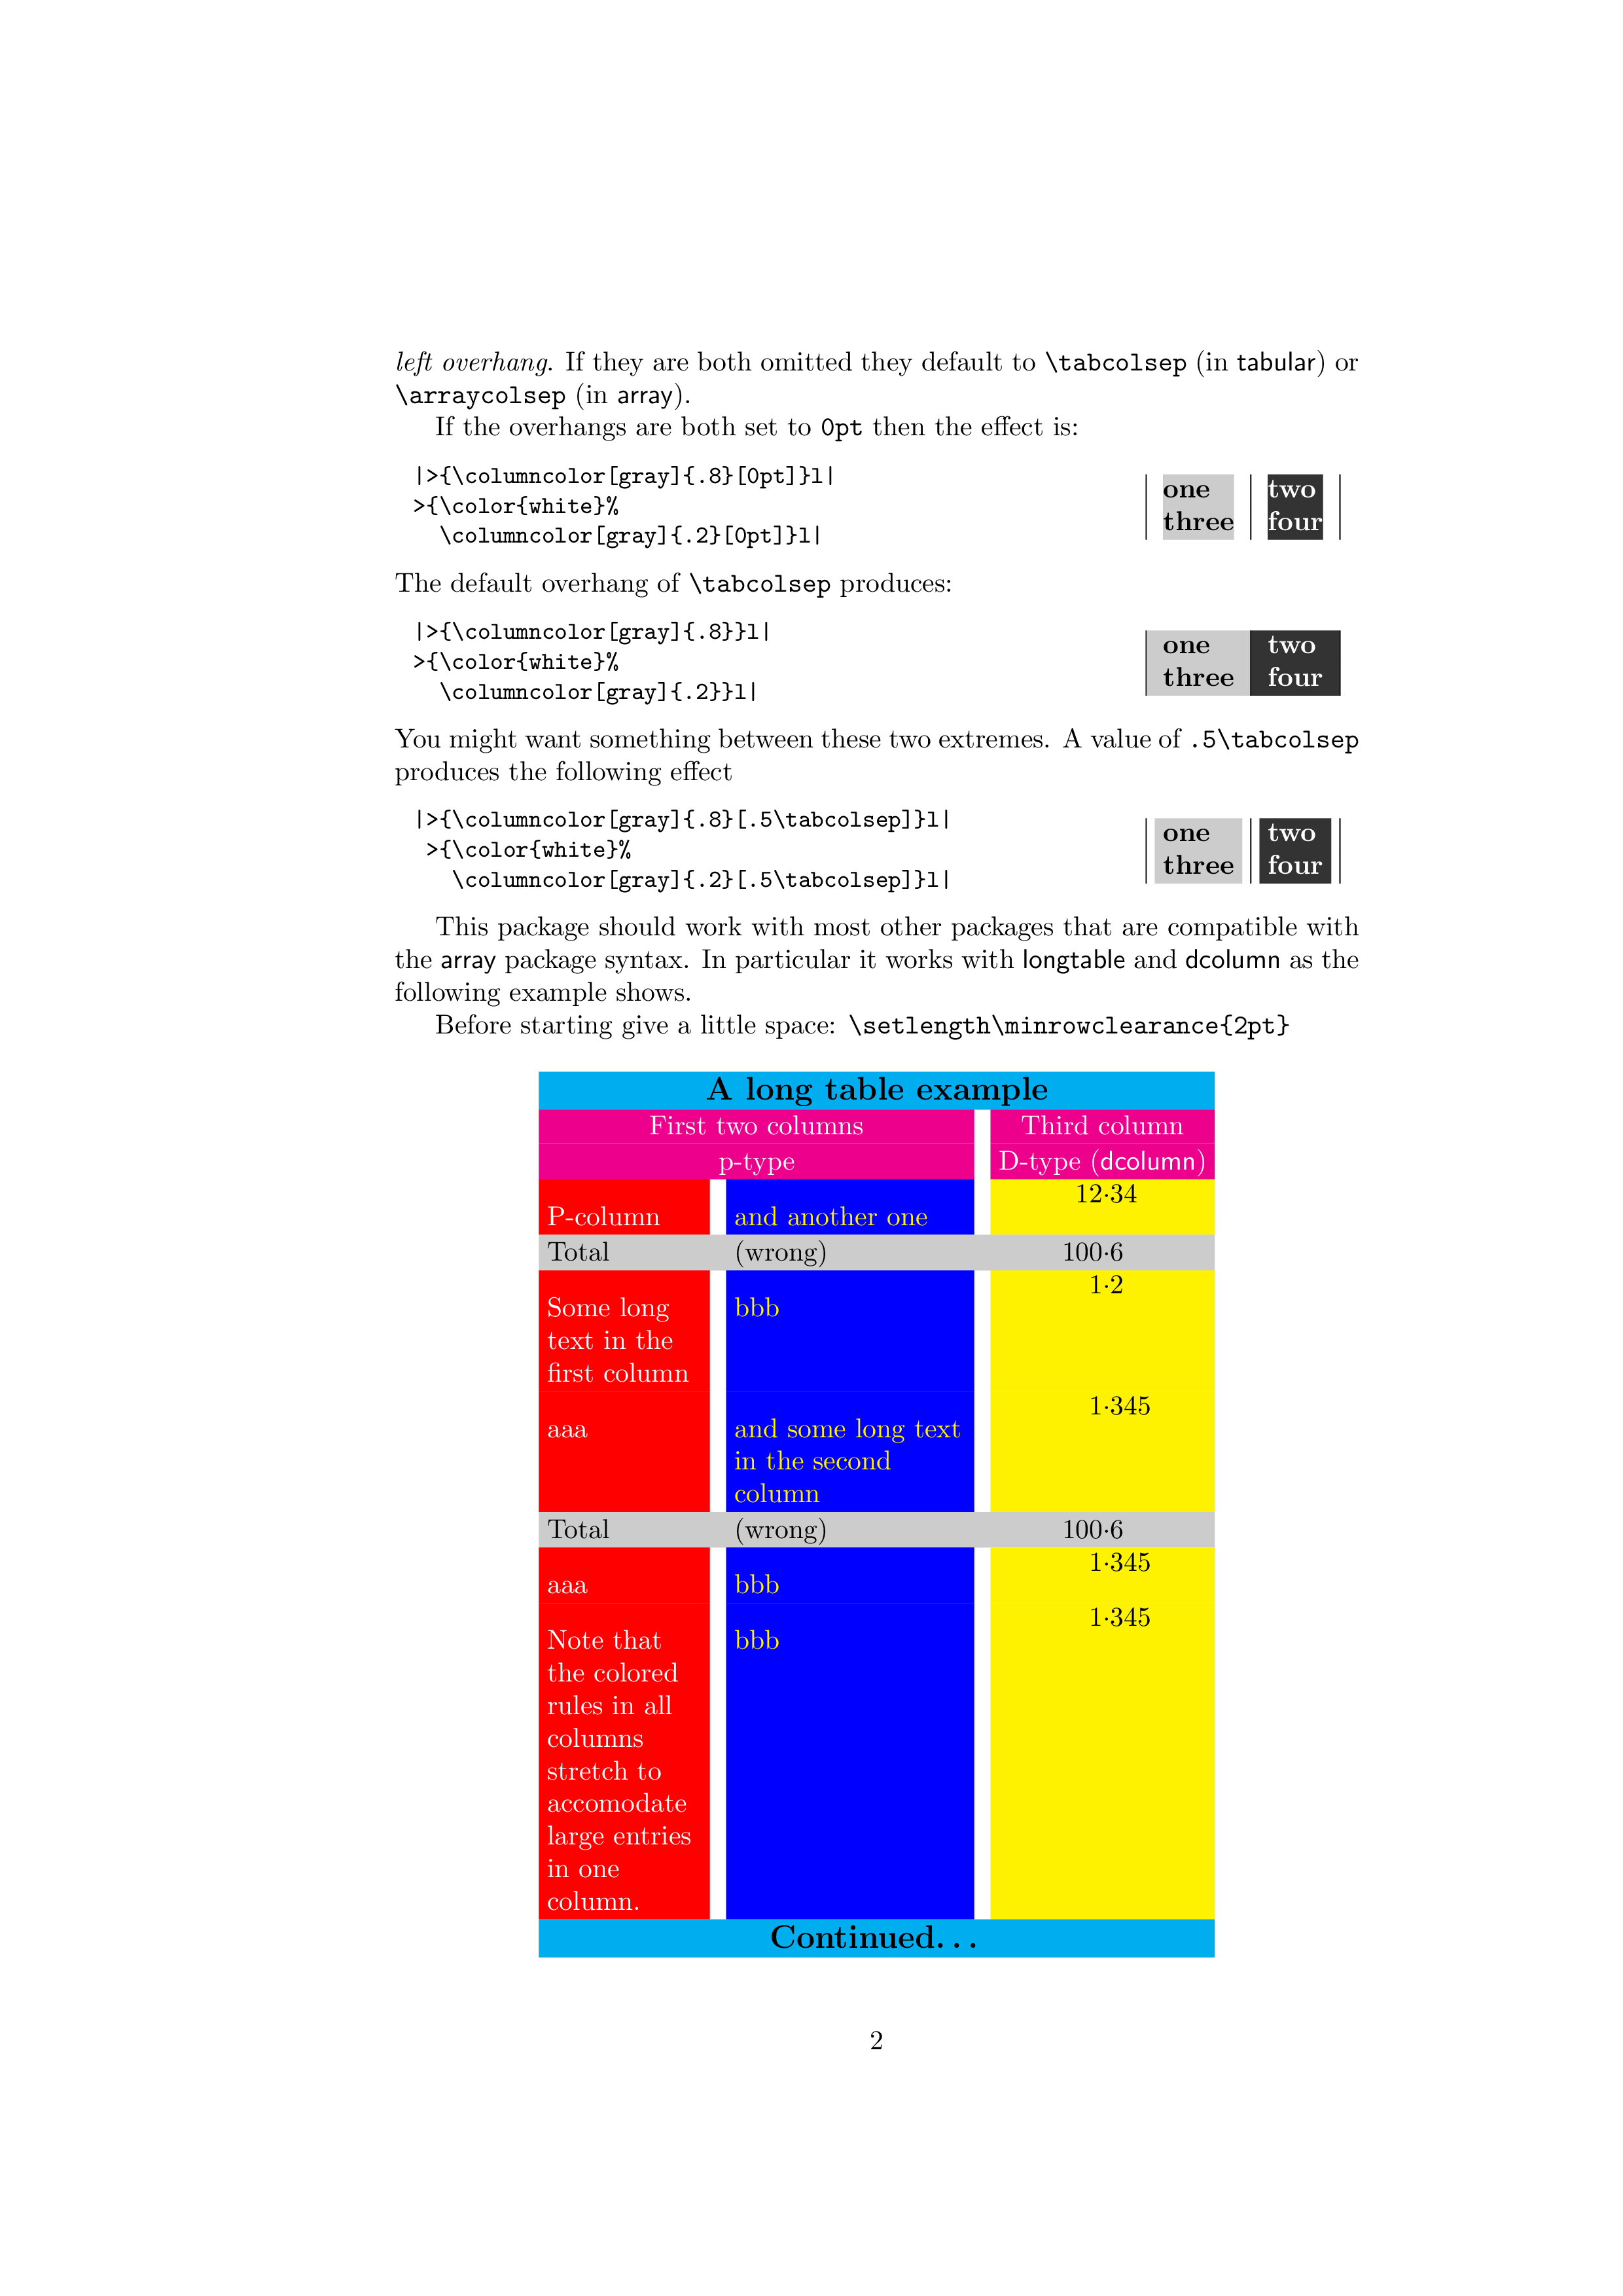 left overhang. If they are both omitted they default to \tabcolsep (in tabular) or
\arraycolsep (in array).
If the overhangs are both set to 0pt then the effect is:
|>{\columncolor[gray]{.8}[0pt]}l|
>{\color{white}%
\columncolor[gray]{.2}[0pt]}l|
one two
three four
The default overhang of \tabcolsep produces:
|>{\columncolor[gray]{.8}}l|
>{\color{white}%
\columncolor[gray]{.2}}l|
one two
three four
You might want something between these two extremes. A value of .5\tabcolsep
produces the following effect
|>{\columncolor[gray]{.8}[.5\tabcolsep]}l|
>{\color{white}%
\columncolor[gray]{.2}[.5\tabcolsep]}l|
one two
three four
This package should work with most other packages that are compatible with
the array package syntax. In particular it works with longtable and dcolumn as the
following example shows.
Before starting give a little space: \setlength\minrowclearance{2pt}
A long table example
First two columns Third column
p-type D-type (dcolumn)
12·34
P-column and another one
Total (wrong) 100·6
1·2
Some long bbb
text in the
first column
1·345
aaa and some long text
in the second
column
Total (wrong) 100·6
1·345
aaa bbb
1·345
Note that bbb
the colored
rules in all
columns
stretch to
accomodate
large entries
in one
column.
Continued...
2